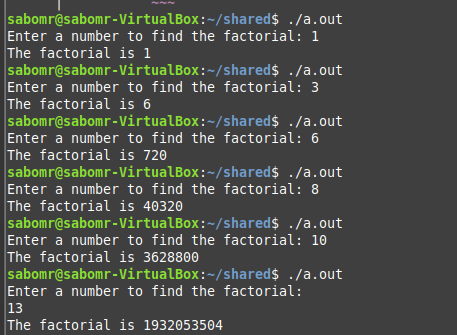 ~~~
sabomr@sabomr-VirtualBox:~/shared$ ./a.out
Enter a number to find the factorial: 1
The factorial is 1
sabomr@sabomr-VirtualBox:~/shared$ ./a.out
Enter a number to find the factorial: 3
The factorial is 6
sabomr@sabomr-VirtualBox:~/shared$ ./a.out
Enter a number to find the factorial: 6
The factorial is 720
sabomr@sabomr-VirtualBox:~/shared$ ./a.out
Enter a number to find the factorial: 8
The factorial is 40320
sabomr@sabomr-VirtualBox:~/shared$ ./a.out
Enter a number to find the factorial: 10
The factorial is 3628800
sabomr@sabomr-VirtualBox:~/shared$ ./a.out
Enter a number to find the factorial:
13
The factorial is 1932053504